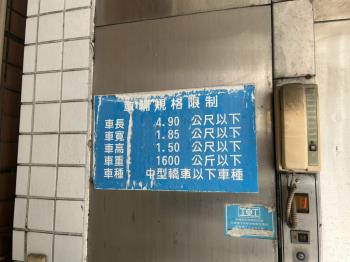 車輛規格限制
車長 4.90 公尺以下
車寬 1.85 公尺以下
車高 1.50 公尺以下
車重 1600 公斤以下
車種: 中型轎車以下車種